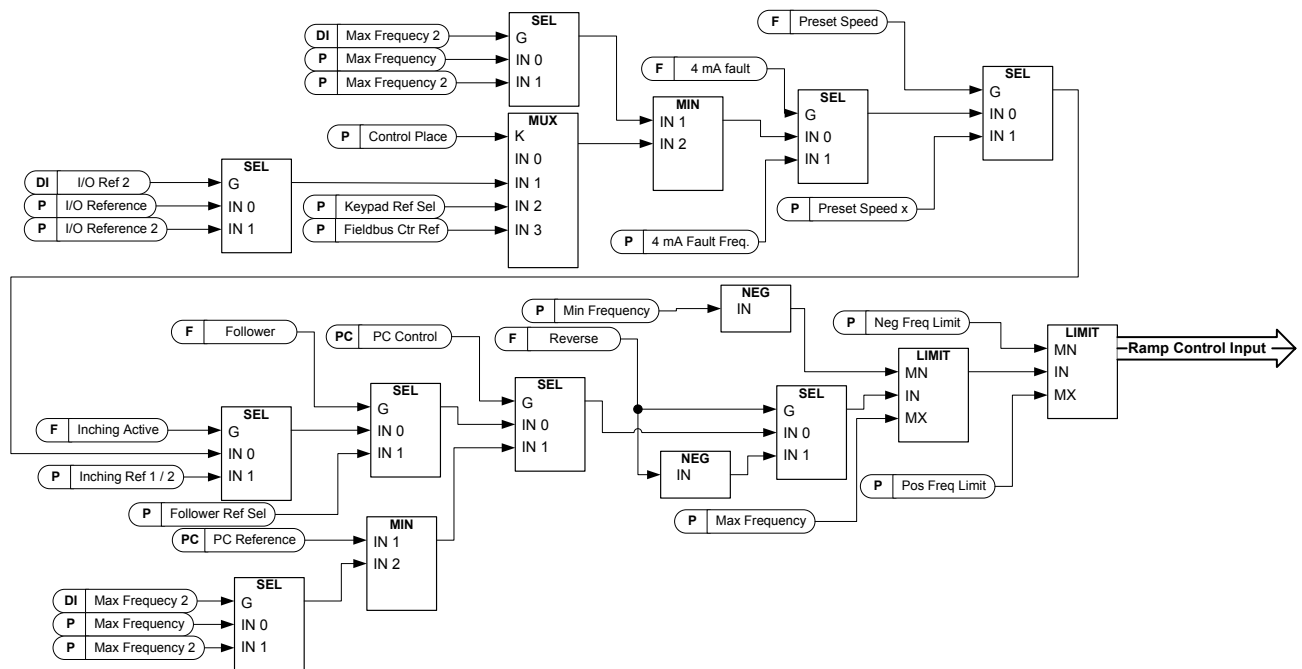 SEL
DI Max Frequecy 2
G
P Max Frequency
IN 0
P Max Frequency 2
IN 1
F Preset Speed
SEL
G
IN 0
IN 1
F 4 mA fault
SEL
G
IN 0
IN 1
MIN
IN 1
IN 2
MUX
P Control Place
K
IN 0
IN 1
P Keypad Ref Sel
IN 2
P Fieldbus Ctr Ref
IN 3
SEL
DI I/O Ref 2
G
P I/O Reference
IN 0
P I/O Reference 2
IN 1
P Preset Speed x
P 4 mA Fault Freq.
NEG
IN
P Min Frequency
F Follower
PC PC Control
F Reverse
P Neg Freq Limit
LIMIT
MN
IN
MX
Ramp Control Input
LIMIT
MN
IN
MX
SEL
G
IN 0
IN 1
SEL
G
IN 0
IN 1
SEL
G
IN 0
IN 1
SEL
F Inching Active
G
IN 0
P Inching Ref 1 / 2
IN 1
NEG
IN
P Pos Freq Limit
P Follower Ref Sel
P Max Frequency
MIN
PC PC Reference
IN 1
IN 2
SEL
DI Max Frequecy 2
G
P Max Frequency
IN 0
P Max Frequency 2
IN 1